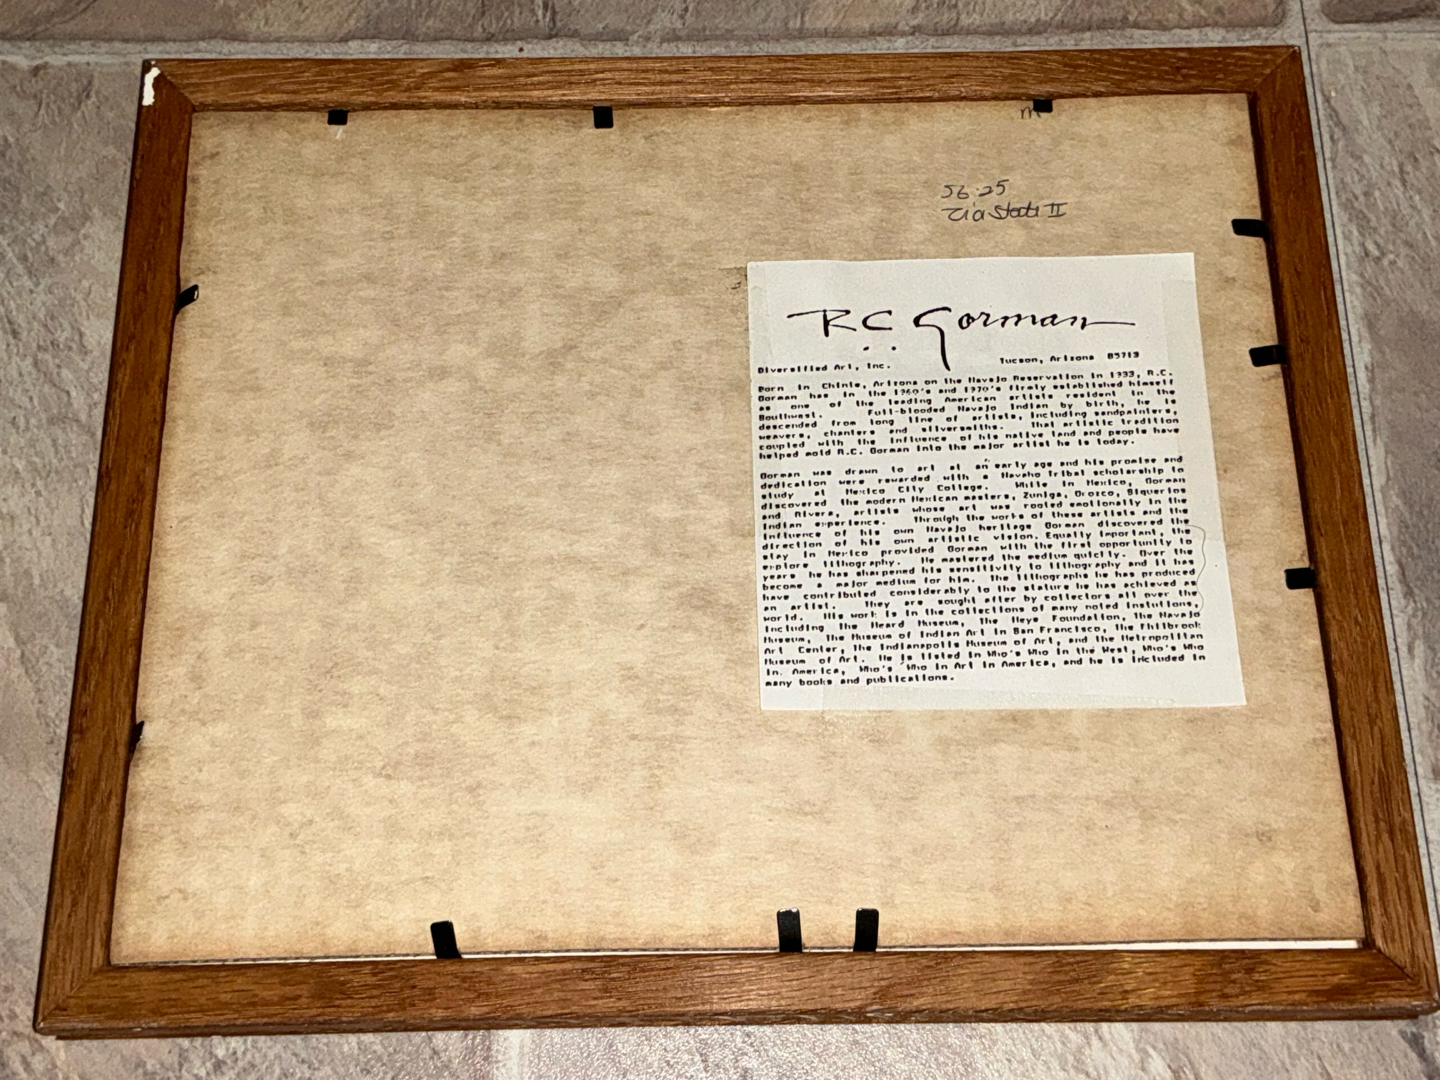 m
56.25
II
R.C. Gorman
Diversified Art, Inc. Tucson, Arizona 85719
Born in Chinle, Arizona on the Navajo Reservation in 1933, R.C.
Gorman has in the 1960's and 1970's firmly established himself
as one of the leading American artists resident in the
Southwest. Full-blooded Navajo Indian by birth, he is
descended from long line of artists, including sandpainters,
weavers, chanters and silversmiths. That artistic tradition
coupled with the influence of his native land and people have
helped mold R.C. Gorman into the major artist he is today.
Gorman was drawn to art at an early age and his promise and
dedication were rewarded with a Navaho Tribal scholarship to
study at Mexico City College. While in Mexico, Gorman
discovered the modern Mexican masters, Zuniga, Orozco, Siquerios
and Rivera, artists whose art was rooted emotionally in the
Indian experience. Through the works of these artists and the
influence of his own Navajo heritage Gorman discovered the
direction of his own artistic vision. Equally important, the
stay in Mexico provided Gorman with the first opportunity to
explore lithography. He mastered the medium quickly. Over the
years he has sharpened his sensitivity to lithography and it has
become a major medium for him. The lithographs he has produced
have contributed considerably to the stature he has achieved as
an artist. They are sought after by collectors all over the
world. His work is in the collections of many noted Instutions,
including The Heard Museum, The Heye Foundation, The Navajo
Museum, The Museum of Indian Art in San Francisco, The Philbrook
Art Center, The Indianapolis Museum of Art, and the Metropolitan
Museum of Art. He is listed in Who's Who in the West, Who's Who
in America, Who's Who in Art in America, and he is included in
many books and publications.